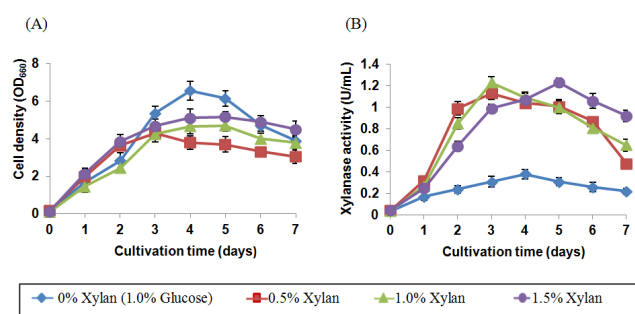 (A)
(B)
Cell density (OD660)
8
6
4
2
0
0 1 2 3 4 5 6 7
Cultivation time (days)
Xylanase activity (U/mL)
1.4
1.2
1
0.8
0.6
0.4
0.2
0
0 1 2 3 4 5 6 7
Cultivation time (days)
0% Xylan (1.0% Glucose) 0.5% Xylan 1.0% Xylan 1.5% Xylan